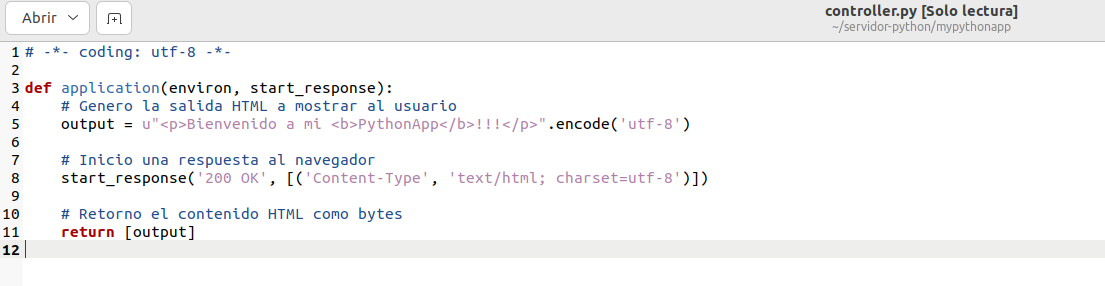 Abrir
controller.py [Solo lectura]
~/servidor-python/mypythonapp
1 # -*- coding: utf-8 -*-
2
3 def application(environ, start_response):
4     # Genero la salida HTML a mostrar al usuario
5     output = u"<p>Bienvenido a mi <b>PythonApp</b>!!!</p>".encode('utf-8')
6
7     # Inicio una respuesta al navegador
8     start_response('200 OK', [('Content-Type', 'text/html; charset=utf-8')])
9
10     # Retorno el contenido HTML como bytes
11     return [output]
12